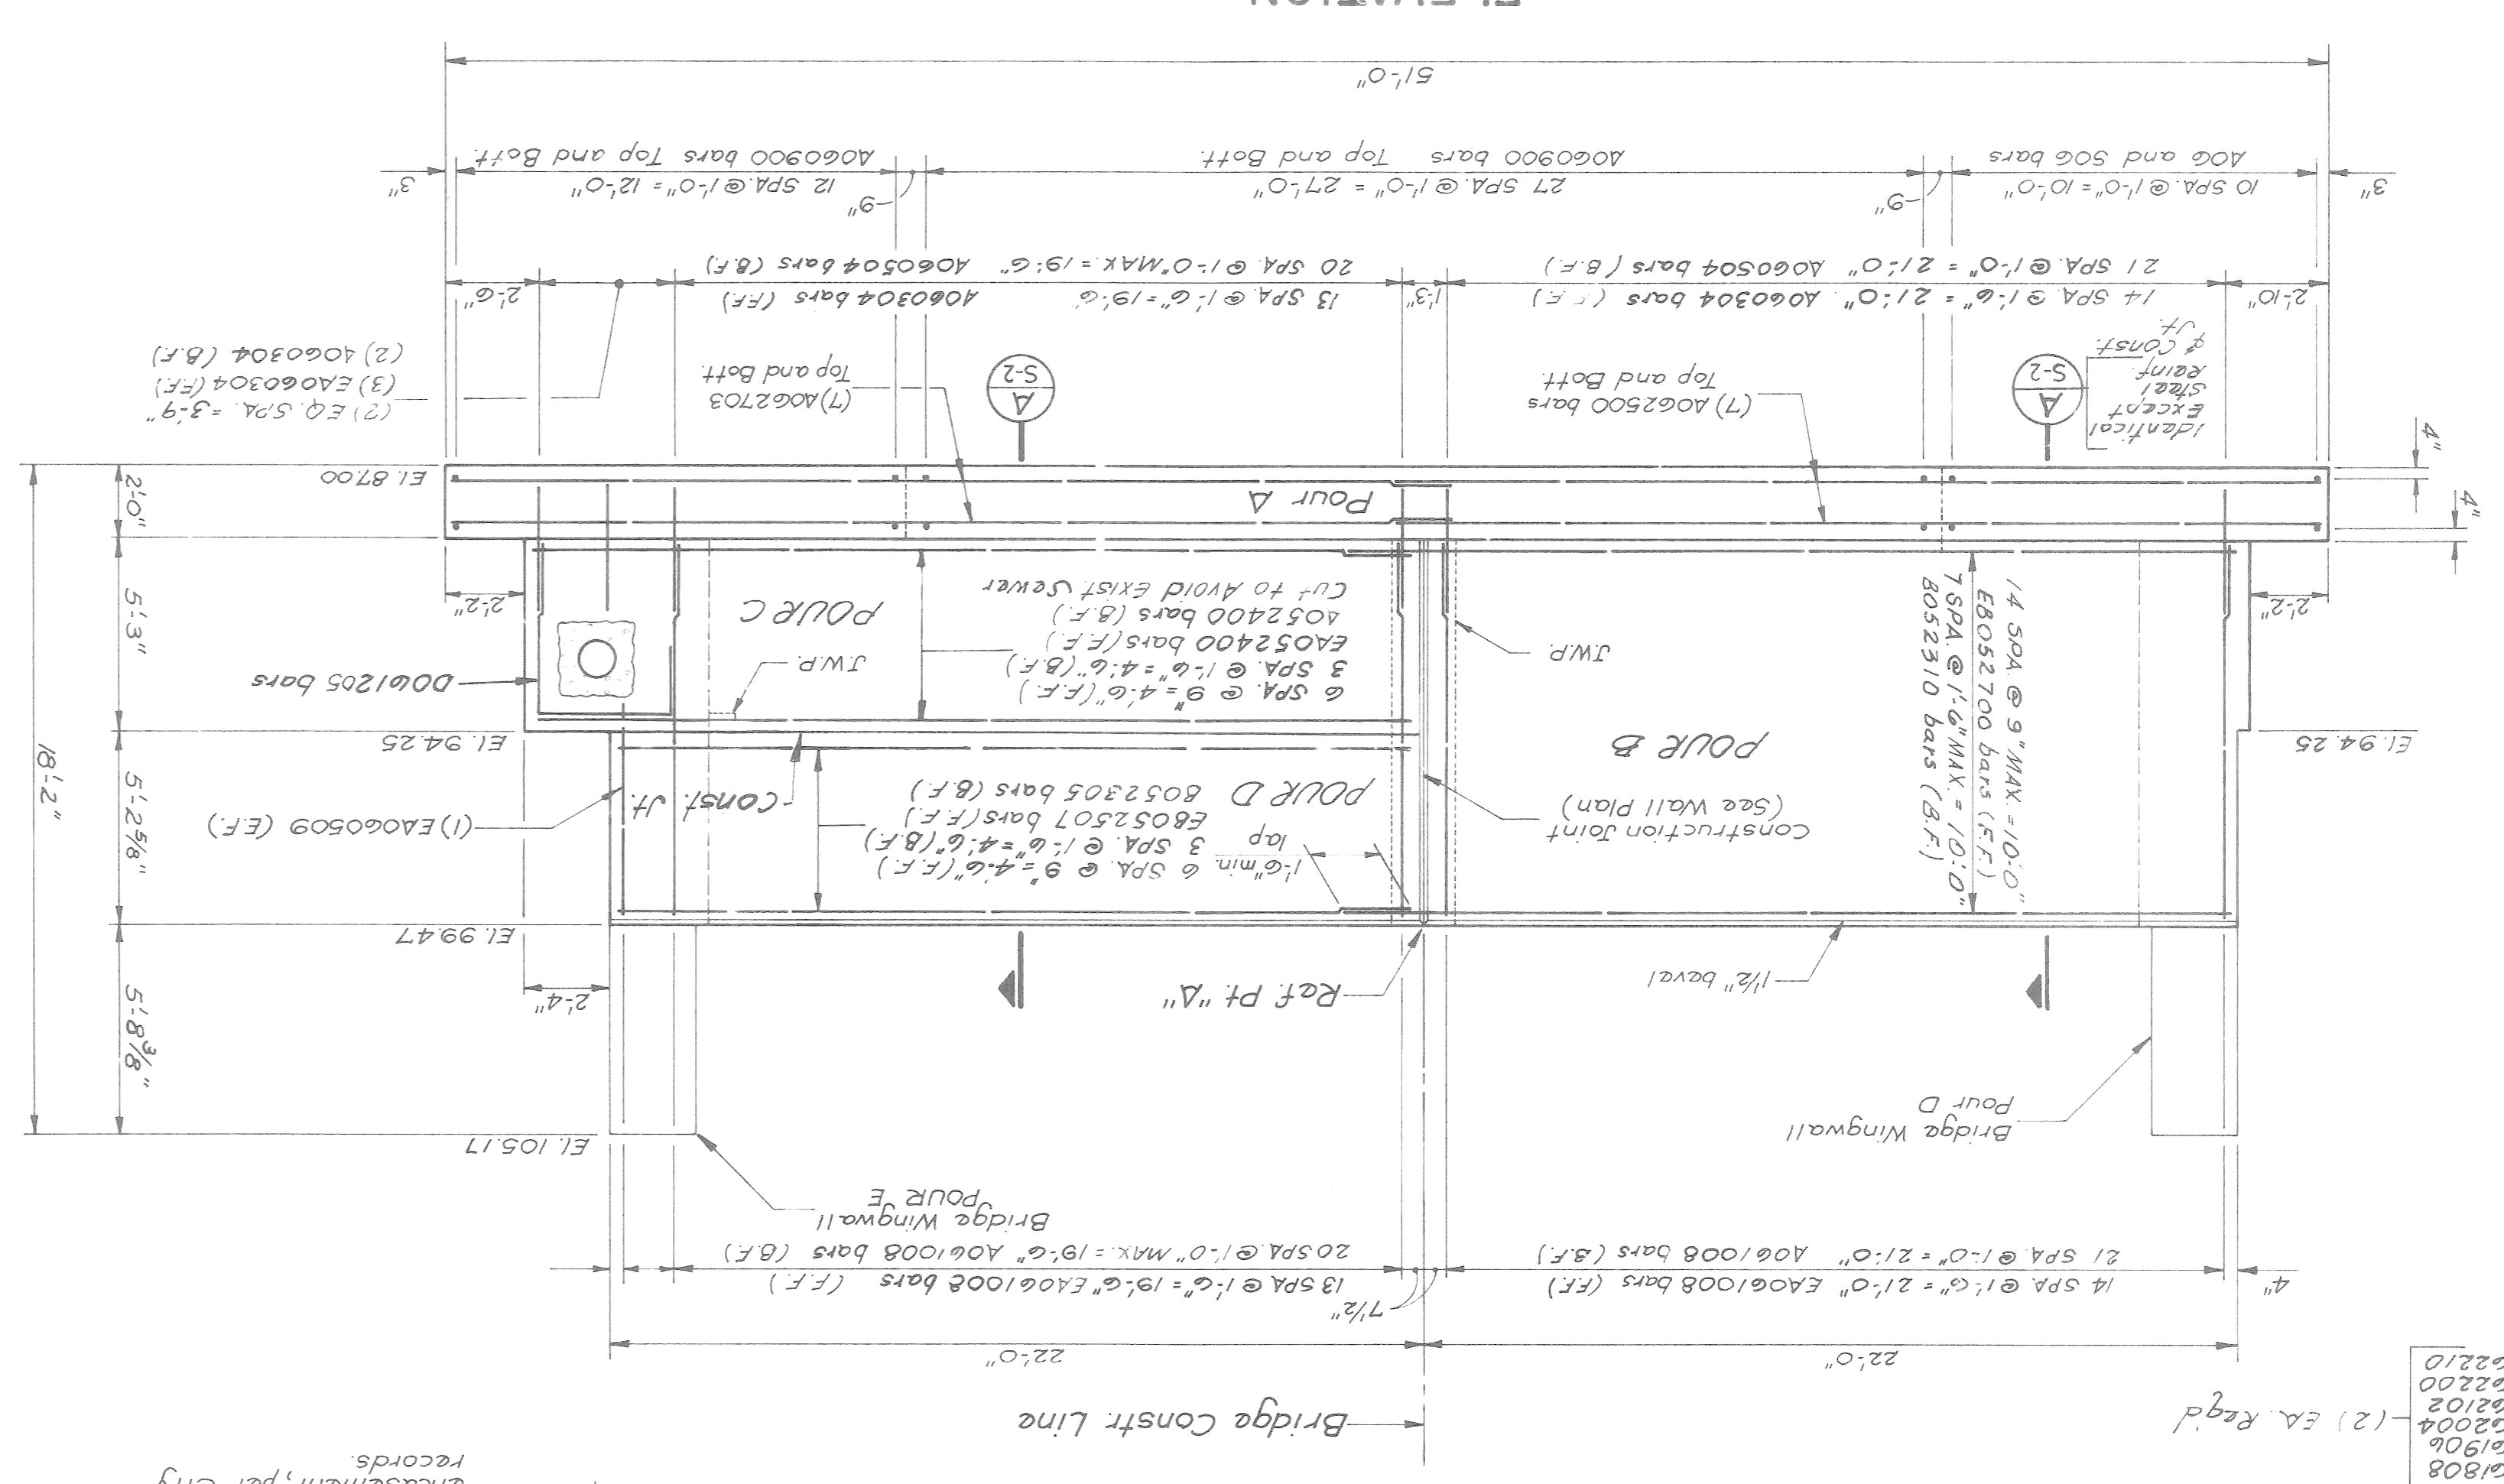 encasement, per City
records.
61808
61906
62004
62102
62200
62210
(2) EA. Req'd
Bridge Constr. Line
22'-0"
22'-0"
7 1/2"
4"
14 SPA. @ 1'-6" = 21'-0" EA061008 bars (F.F.)
21 SPA. @ 1'-0" = 21'-0" A061008 bars (B.F.)
13 SPA @ 1'-6" = 19'-6" EA061008 bars (F.F.)
20 SPA. @ 1'-0" MAX. = 19'-6" A061008 bars (B.F.)
Bridge Wingwall
POUR E
Bridge Wingwall
Pour D
El. 105.17
1 1/2" bevel
Ref. Pt. "A"
2'-4"
5'-8 3/8"
El. 99.47
1'-6" min.
lap
6 SPA. @ 9" = 4'-6" (F.F.)
3 SPA. @ 1'-6" = 4'-6" (B.F.)
EB052507 bars (F.F.)
POUR D B052305 bars (B.F.)
Construction Joint
(See Wall Plan)
POUR B
14 SPA. @ 9" MAX. = 10'-0"
EB052700 bars (F.F.)
7 SPA. @ 1'-6" MAX. = 10'-0"
B052310 bars (B.F.)
Const. Jt.
(1) EA060509 (E.F.)
5'-2 5/8"
18'-2"
El. 94.25
El. 94.25
6 SPA. @ 9" = 4'-6" (F.F.)
3 SPA. @ 1'-6" = 4'-6" (B.F.)
EA052400 bars (F.F.)
A052400 bars (B.F.)
Cut to Avoid Exist. Sewer
J.W.P.
J.W.P.
POUR C
D061205 bars
5'-3"
2'-2"
2'-2"
Pour A
4"
4"
2'-0"
El. 87.00
Identical
Except
Steel
Reinf.
& Const.
Jt.
A
S-2
A
S-2
(7) A062500 bars
Top and Bott.
(7) A062703
Top and Bott.
(2) EQ. SPA. = 3'-9"
(3) EA060304 (F.F.)
(2) A060304 (B.F.)
2'-10"
14 SPA. @ 1'-6" = 21'-0" A060304 bars (F.F.)
21 SPA. @ 1'-0" = 21'-0" A060504 bars (B.F.)
1'-3"
13 SPA @ 1'-6" = 19'-6" A060304 bars (F.F.)
20 SPA. @ 1'-0" MAX. = 19'-6" A060504 bars (B.F.)
2'-6"
3"
10 SPA. @ 1'-0" = 10'-0"
A06 and S06 bars
9"
27 SPA. @ 1'-0" = 27'-0"
A060900 bars Top and Bott.
9"
12 SPA. @ 1'-0" = 12'-0"
A060900 bars Top and Bott.
3"
51'-0"
ELEVATION